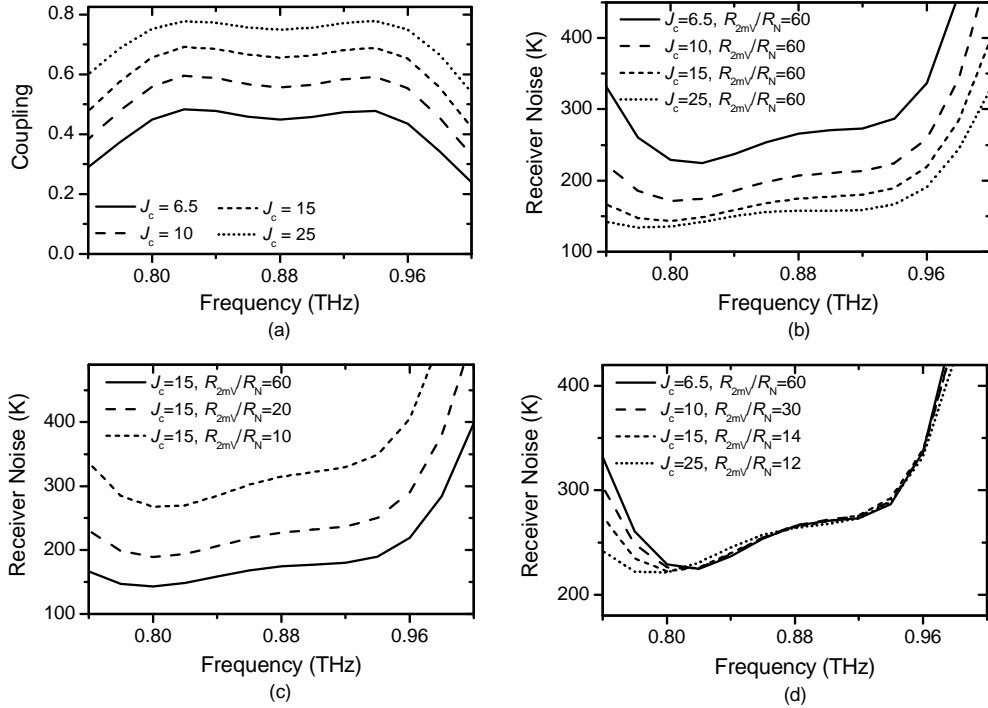 0.8
0.6
0.4
0.2
0.0
Coupling
J_c = 6.5
J_c = 10
J_c = 15
J_c = 25
0.80
0.88
0.96
Frequency (THz)
(a)
400
300
200
100
Receiver Noise (K)
J_c=6.5, R_2mV/R_N=60
J_c=10, R_2mV/R_N=60
J_c=15, R_2mV/R_N=60
J_c=25, R_2mV/R_N=60
0.80
0.88
0.96
Frequency (THz)
(b)
400
300
200
100
Receiver Noise (K)
J_c=15, R_2mV/R_N=60
J_c=15, R_2mV/R_N=20
J_c=15, R_2mV/R_N=10
0.80
0.88
0.96
Frequency (THz)
(c)
400
300
200
Receiver Noise (K)
J_c=6.5, R_2mV/R_N=60
J_c=10, R_2mV/R_N=30
J_c=15, R_2mV/R_N=14
J_c=25, R_2mV/R_N=12
0.80
0.88
0.96
Frequency (THz)
(d)